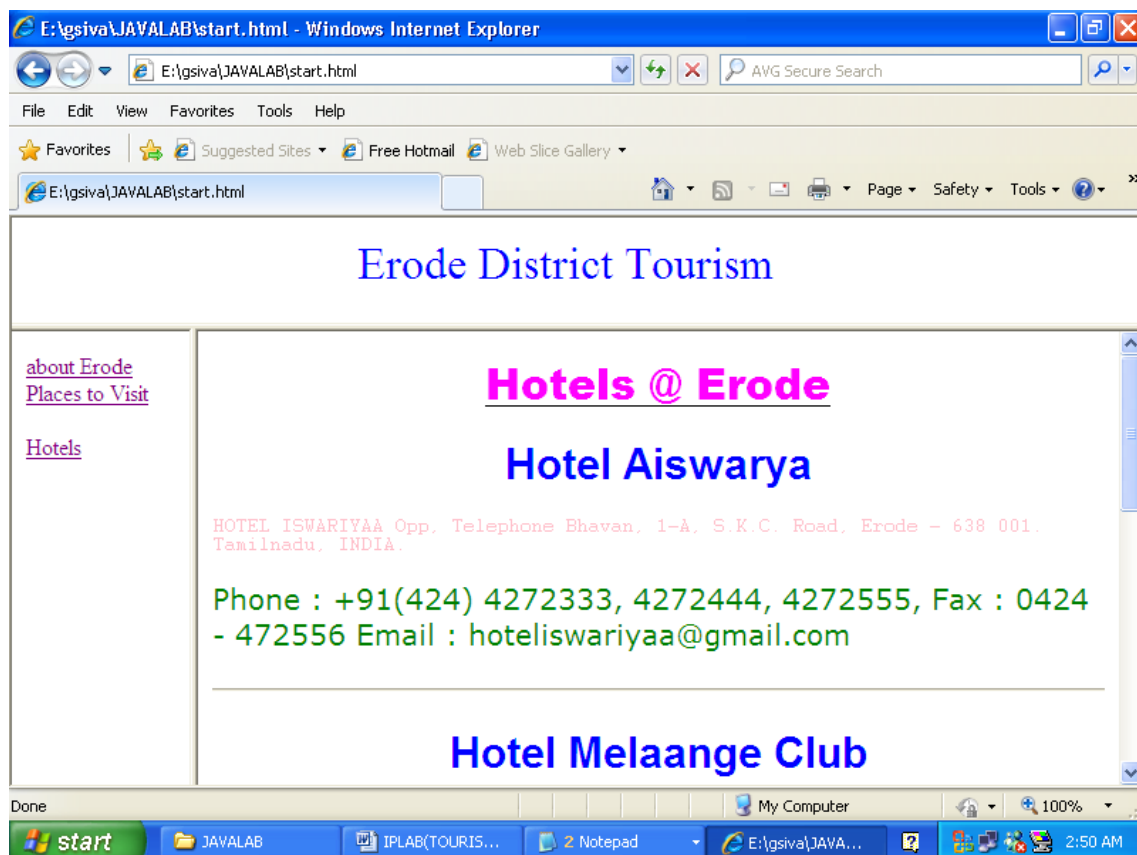 E:\gsiva\JAVALAB\start.html - Windows Internet Explorer
E:\gsiva\JAVALAB\start.html
AVG Secure Search
File Edit View Favorites Tools Help
Favorites Suggested Sites Free Hotmail Web Slice Gallery
E:\gsiva\JAVALAB\start.html Page Safety Tools »
Erode District Tourism
about Erode
Places to Visit
Hotels
Hotels @ Erode
Hotel Aiswarya
HOTEL ISWARIYAA Opp, Telephone Bhavan, 1-A, S.K.C. Road, Erode - 638 001.
Tamilnadu, INDIA.
Phone : +91(424) 4272333, 4272444, 4272555, Fax : 0424
- 472556 Email : hoteliswariyaa@gmail.com
Hotel Melaange Club
Done My Computer 100%
start JAVALAB IPLAB(TOURIS... 2 Notepad E:\gsiva\JAVA... 2:50 AM